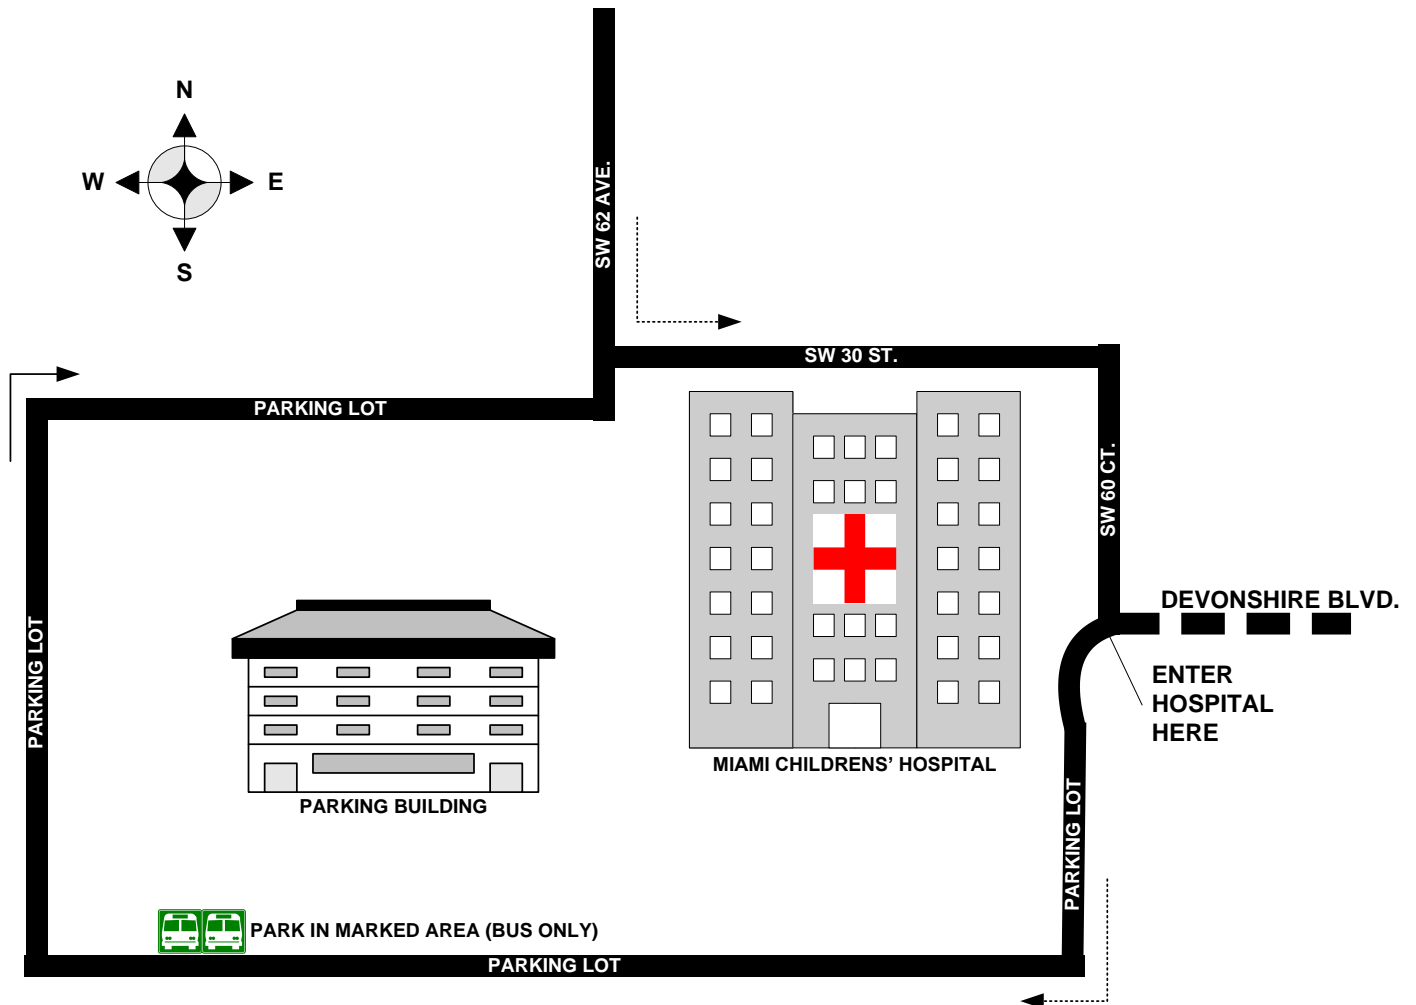 N
W
E
S
SW 62 AVE.
SW 30 ST.
PARKING LOT
SW 60 CT.
DEVONSHIRE BLVD.
PARKING LOT
ENTER
HOSPITAL
HERE
MIAMI CHILDRENS’ HOSPITAL
PARKING BUILDING
PARKING LOT
PARK IN MARKED AREA (BUS ONLY)
PARKING LOT